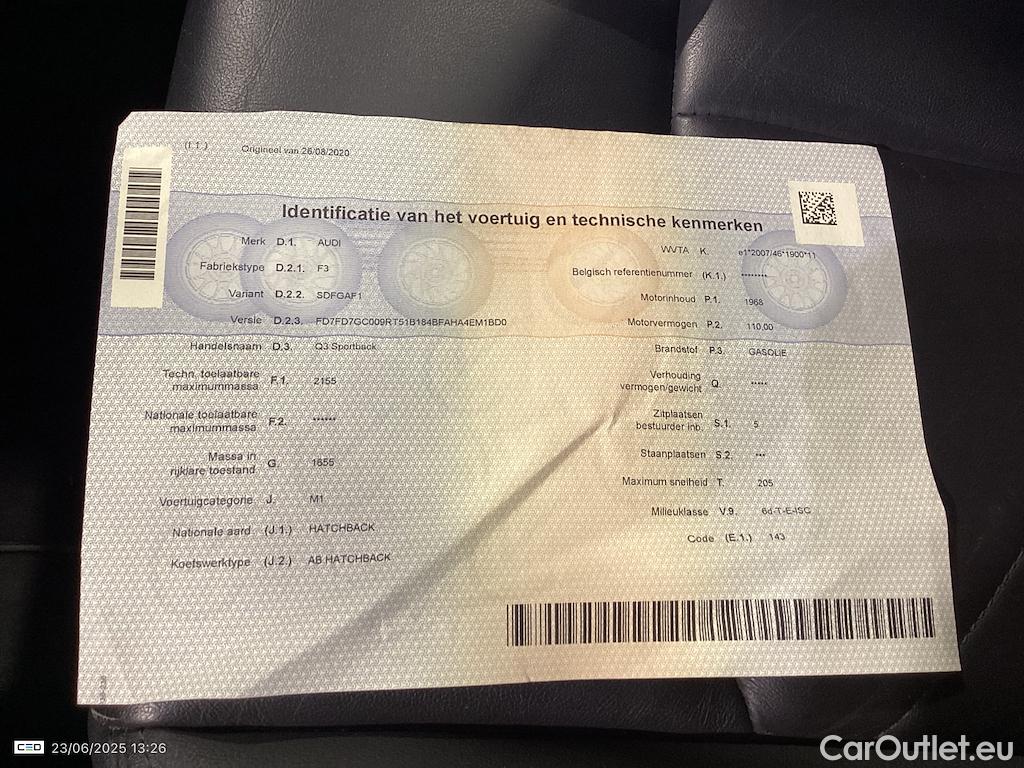 (I.1.) Origineel van 26/08/2020
Identificatie van het voertuig en technische kenmerken
Merk D.1. AUDI
Fabriekstype D.2.1. F3
Variant D.2.2. SDFGAF1
Versie D.2.3. FD7FD7GC009RT51B184BFAHA4EM1BD0
Handelsnaam D.3. Q3 Sportback
Techn. toelaatbare
maximummassa F.1. 2155
Nationale toelaatbare
maximummassa F.2. ******
Massa in
rijklare toestand G. 1655
Voertuigcategorie J. M1
Nationale aard (J.1.) HATCHBACK
Koetswerktype (J.2.) AB HATCHBACK
WVTA K. e1*2007/46*1900*11
Belgisch referentienummer (K.1.) ********
Motorinhoud P.1. 1968
Motorvermogen P.2. 110,00
Brandstof P.3. GASOLIE
Verhouding
vermogen/gewicht Q. *****
Zitplaatsen
bestuurder inb. S.1. 5
Staanplaatsen S.2. ***
Maximum snelheid T. 205
Milieuklasse V.9. 6d-T-E-ISC
Code (E.1.) 143
CEO 23/06/2025 13:26
CarOutlet.eu